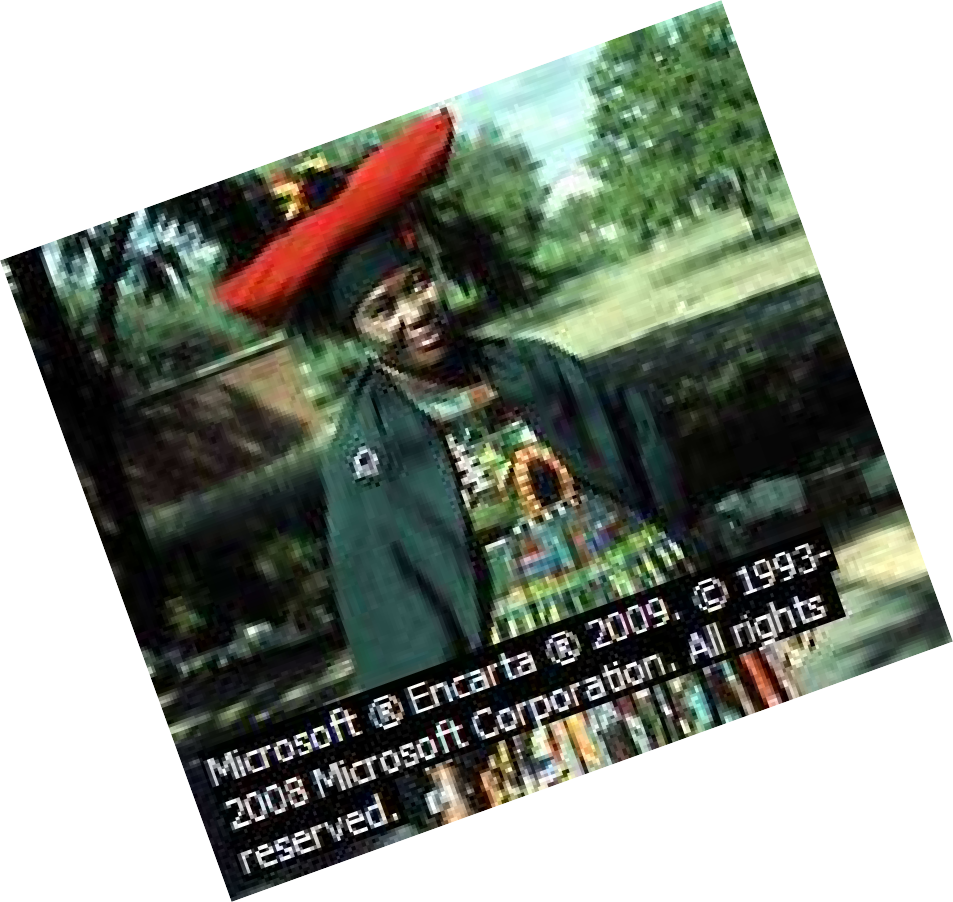 Microsoft ® Encarta ® 2009. © 1993-
2008 Microsoft Corporation. All rights
reserved.